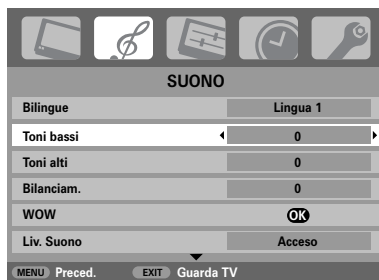 SUONO
Bilingue Lingua 1
Toni bassi 0
Toni alti 0
Bilanciam. 0
WOW OK
Liv. Suono Acceso
MENU Preced. EXIT Guarda TV